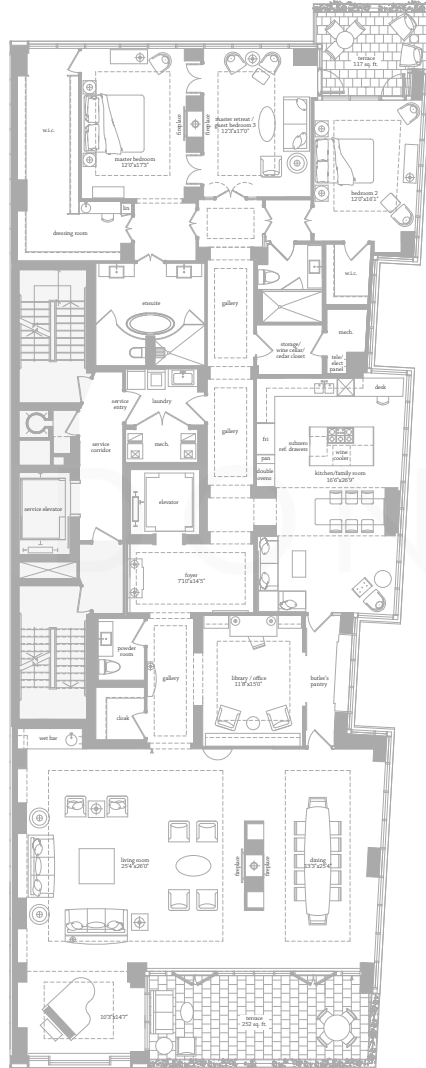 terrace
117 sq. ft.
w.i.c.
master bedroom
12'0"x17'3"
fireplace
fireplace
master retreat /
guest bedroom 3
12'3"x17'0"
bedroom 2
12'0"x16'1"
lin
dressing room
w.i.c.
ensuite
gallery
storage/
wine cellar/
cedar closet
mech.
tele/
elect
panel
service
entry
laundry
desk
service
corridor
mech.
gallery
fri
pan
double
ovens
subzero
ref. drawers
wine
cooler
kitchen/family room
16'6"x26'9"
service elevator
elevator
foyer
7'10"x14'5"
powder
room
gallery
library / office
11'8"x15'0"
butler's
pantry
cloak
wet bar
living room
25'4"x26'0"
fireplace
fireplace
dining
13'3"x25'4"
10'3"x14'7"
terrace
252 sq. ft.